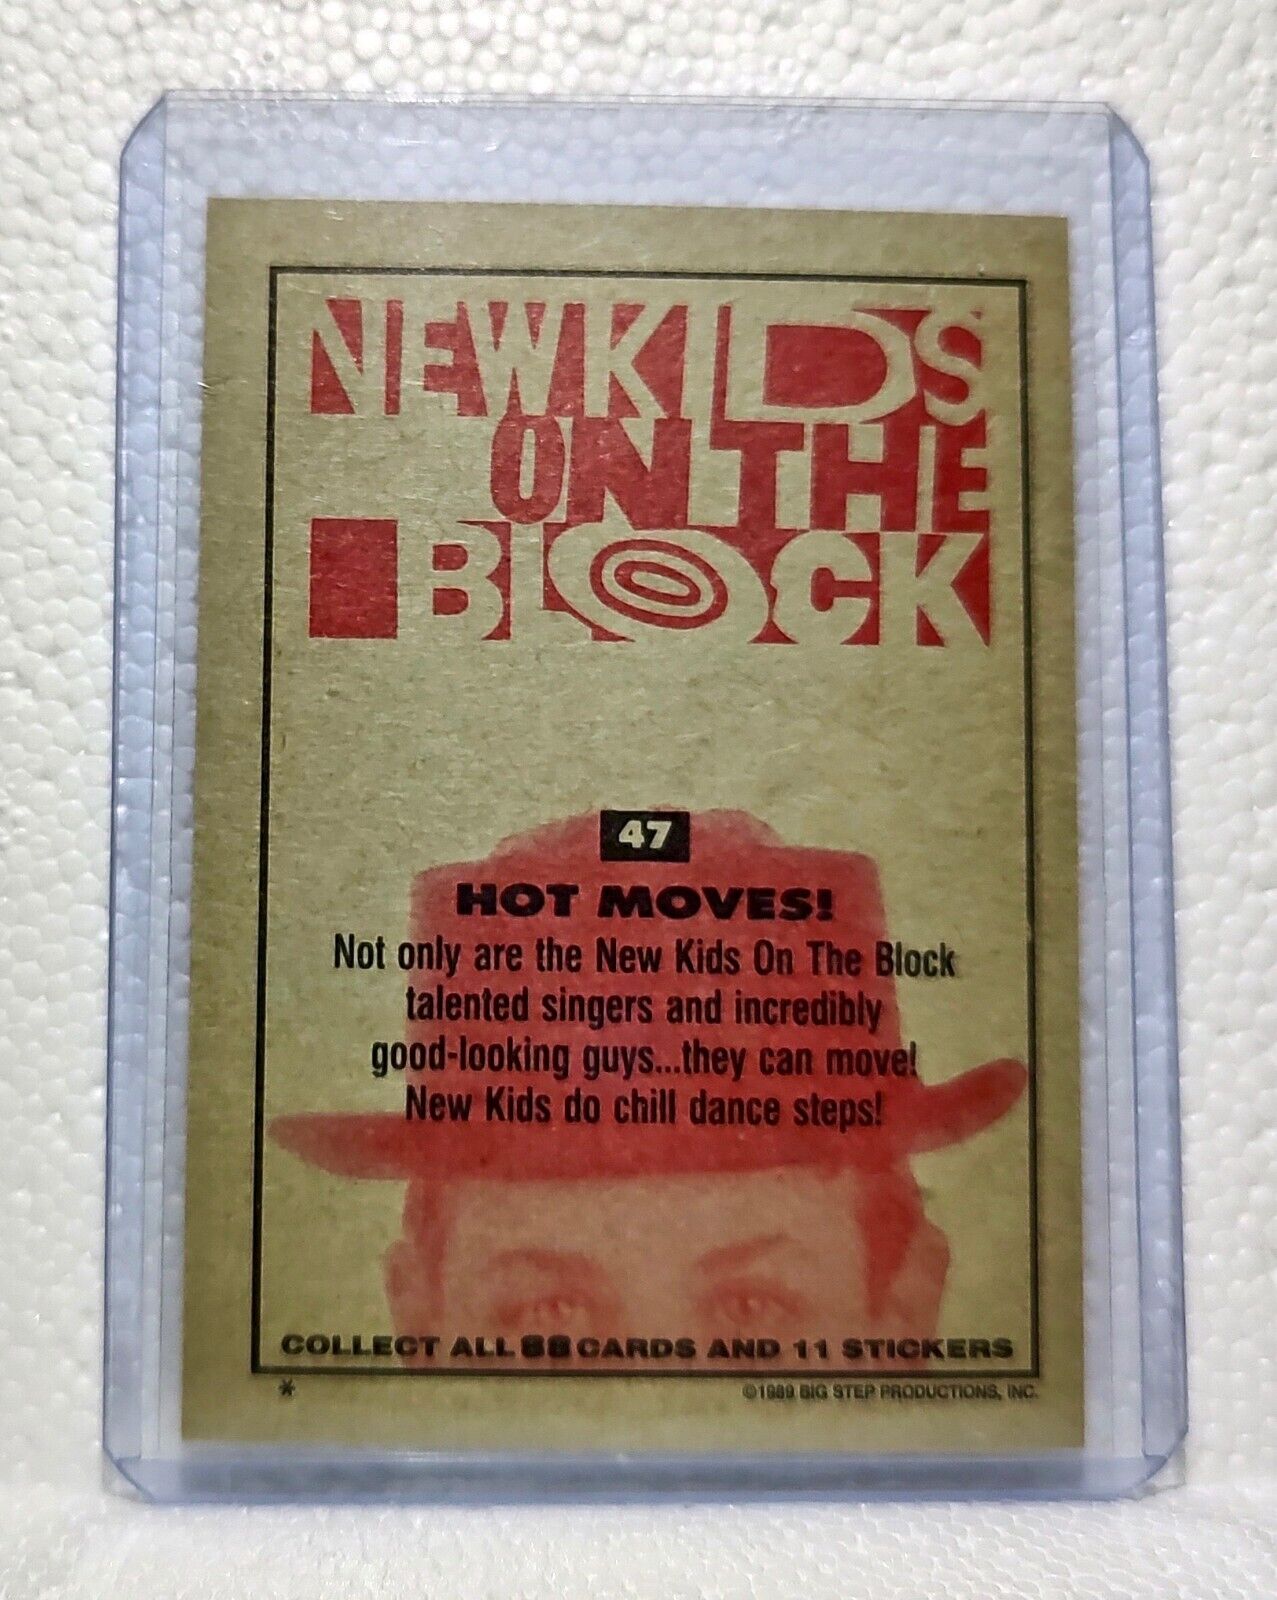 NEW KIDS
ON THE
BLOCK
47
HOT MOVES!
Not only are the New Kids On The Block
talented singers and incredibly
good-looking guys...they can move!
New Kids do chill dance steps!
COLLECT ALL 88 CARDS AND 11 STICKERS
* ©1989 BIG STEP PRODUCTIONS, INC.